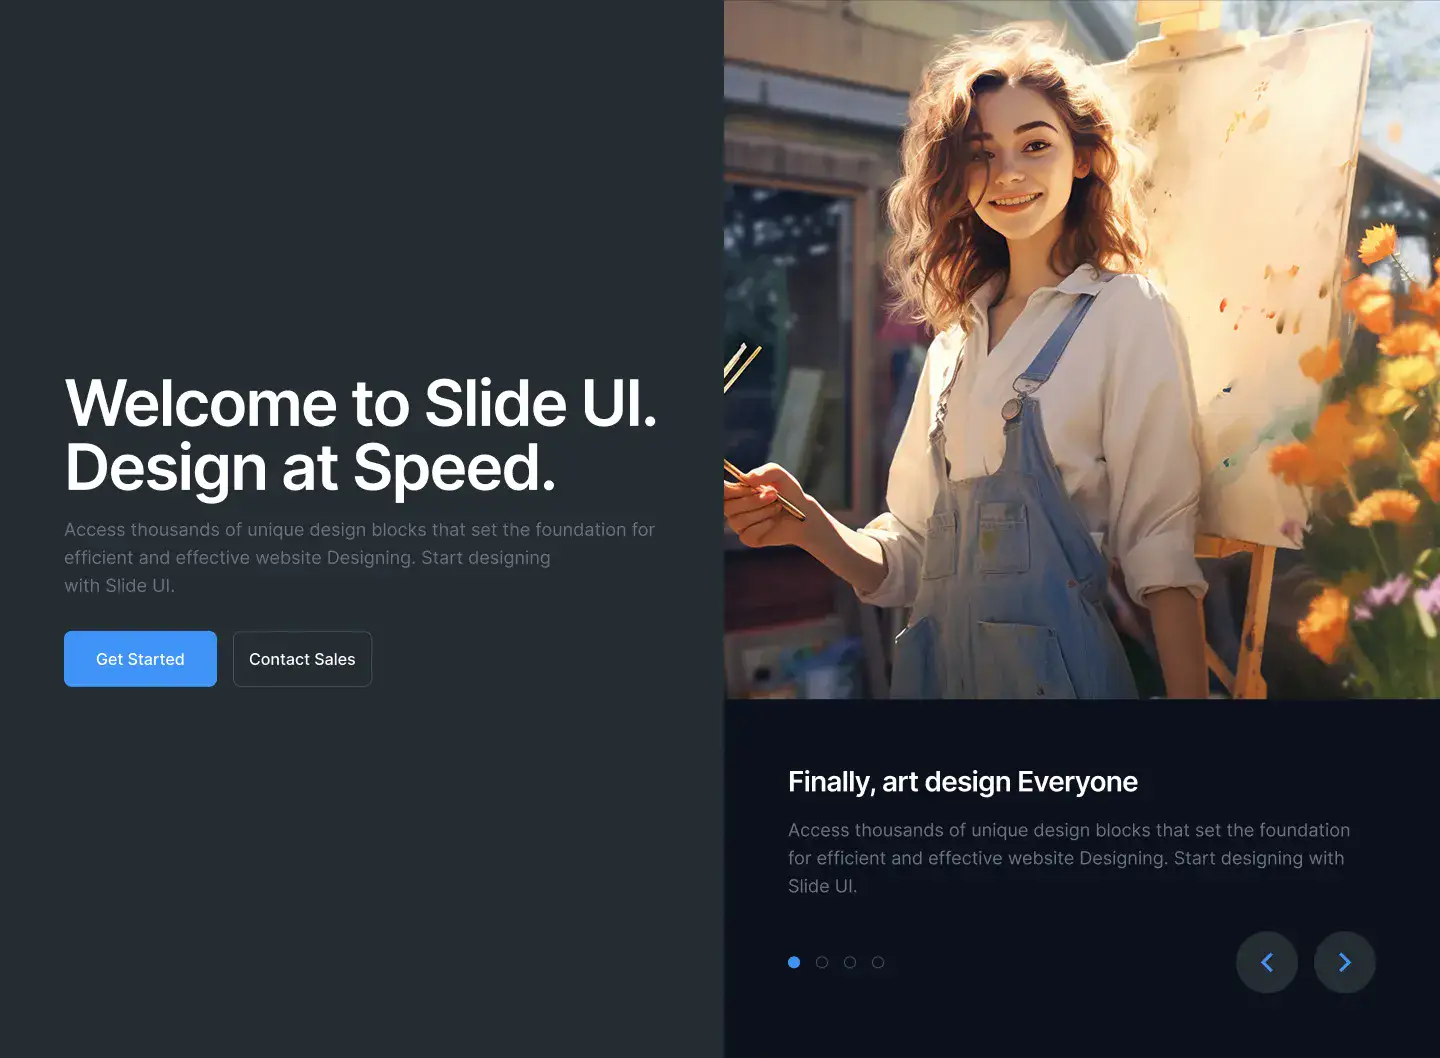 Welcome to Slide UI.
Design at Speed.
Access thousands of unique design blocks that set the foundation for
efficient and effective website Designing. Start designing
with Slide UI.
Get Started
Contact Sales
Finally, art design Everyone
Access thousands of unique design blocks that set the foundation
for efficient and effective website Designing. Start designing with
Slide UI.